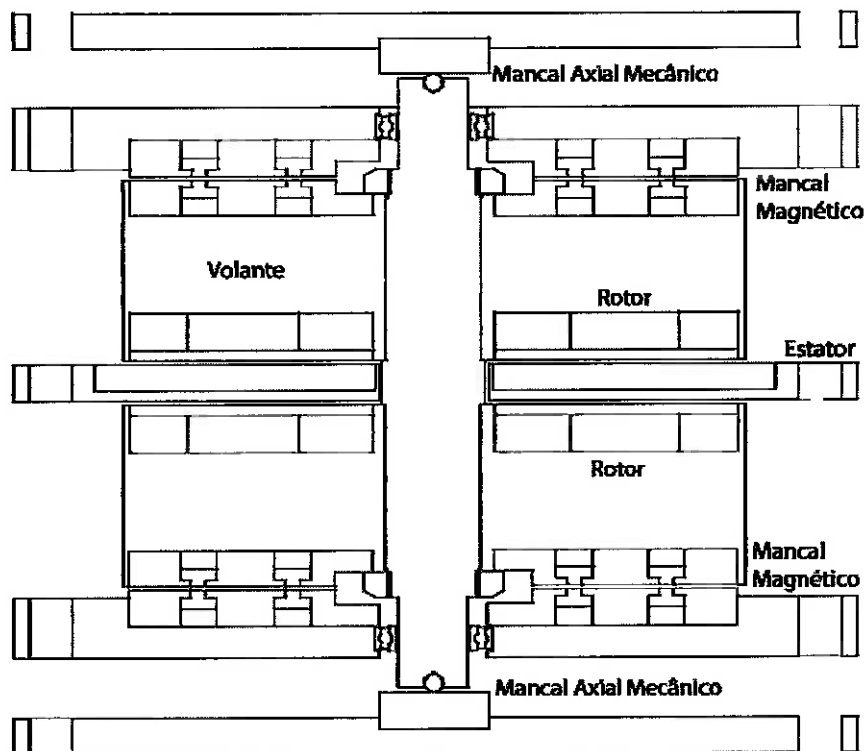 Mancal Axial Mecânico
Mancal
Magnético
Volante
Rotor
Estator
Rotor
Mancal
Magnético
Mancal Axial Mecânico